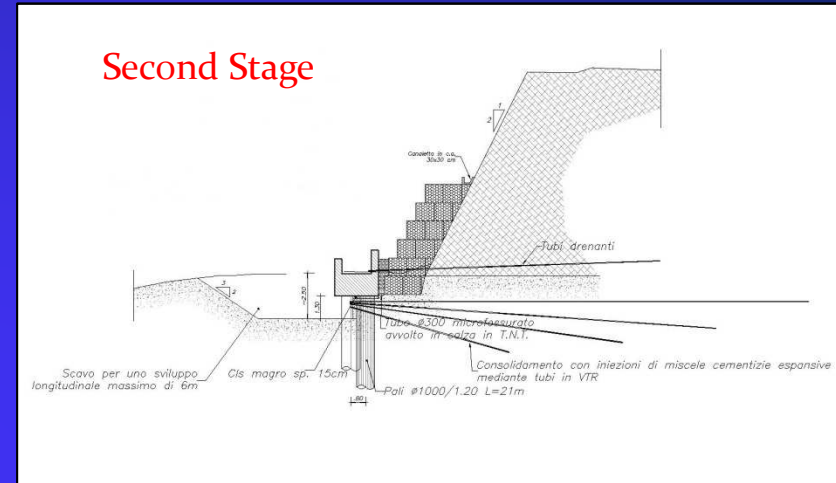 Second Stage
1
2
Canaletto in c.a.
30x30 cm
Tubi drenanti
3
2
~2.50
1.50
Tubo Ø300 microfessurato
avvolto in calza in T.N.T.
Scavo per uno sviluppo
longitudinale massimo di 6m
Cls magro sp. 15cm
Consolidamento con iniezioni di miscele cementizie espansive
mediante tubi in VTR
Pali Ø1000/1.20 L=21m
.80